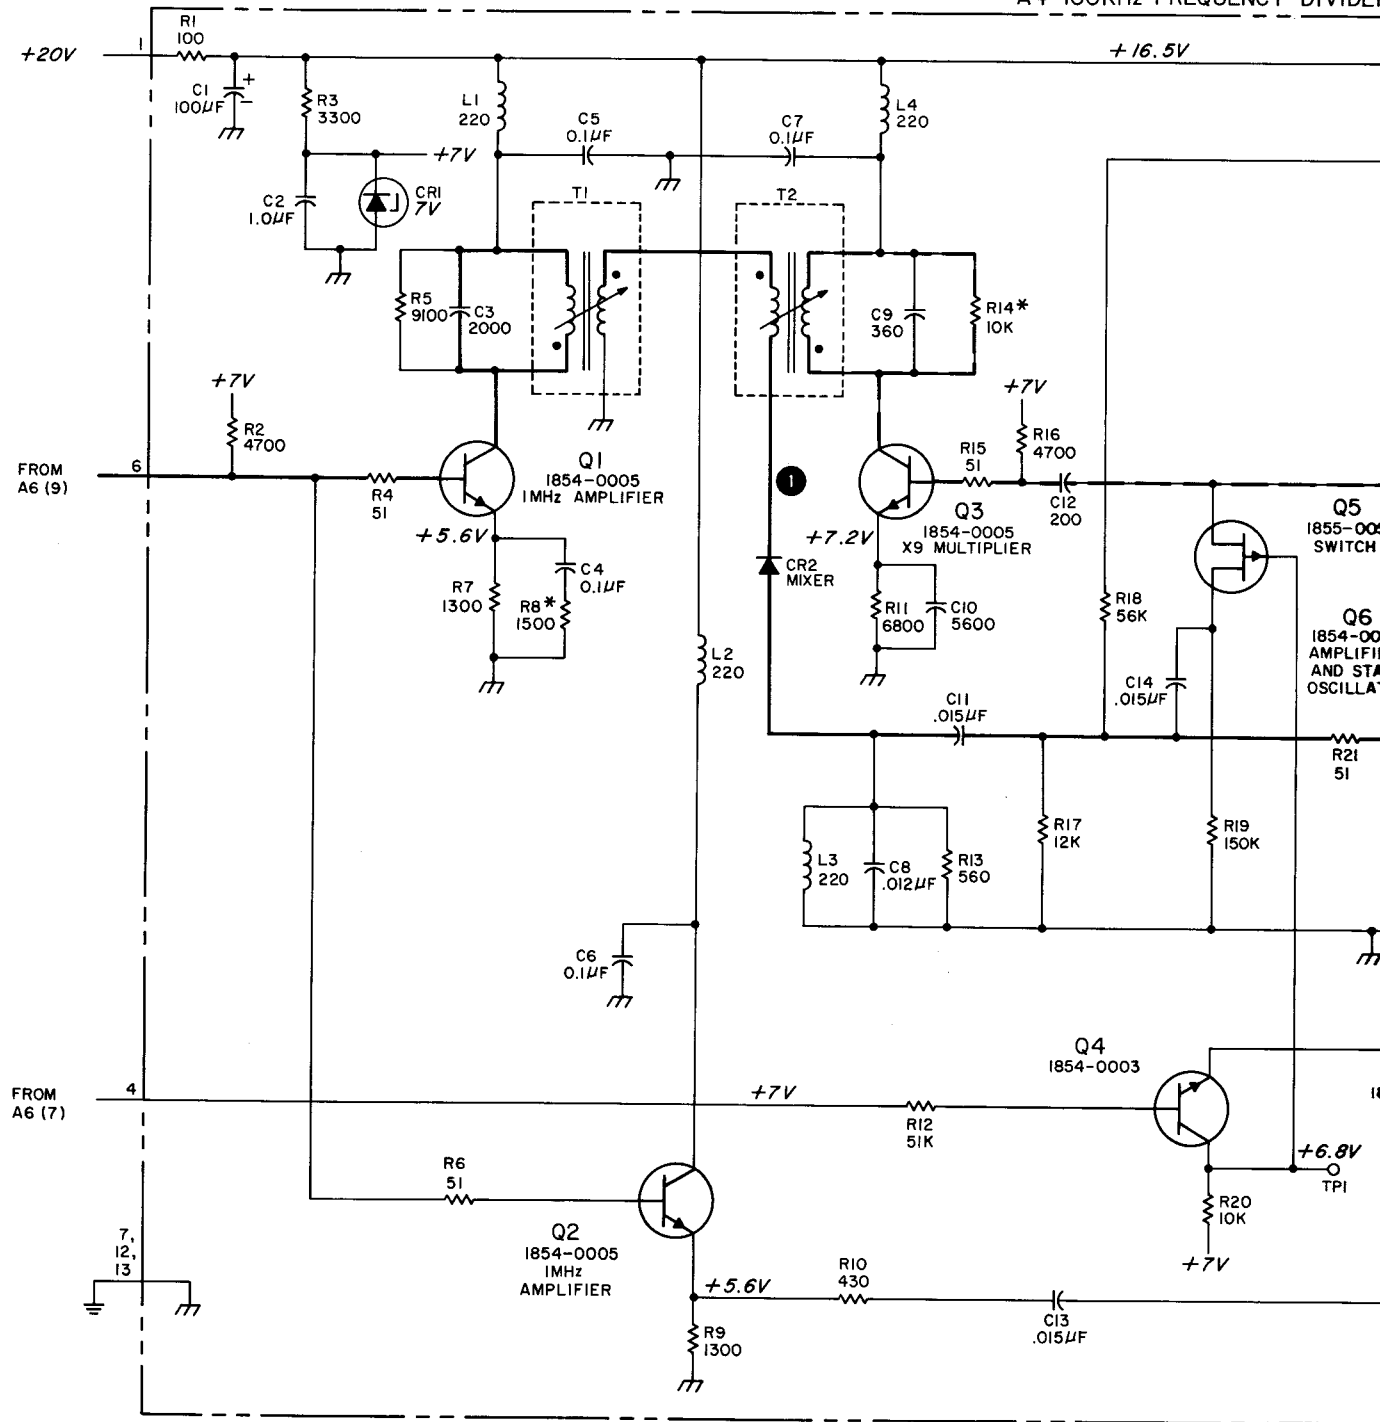 A4 100KHz FREQUENCY DIVIDER
R1
100
+20V
1
+16.5V
C1
100µF
+
−
R3
3300
L1
220
C5
0.1µF
C7
0.1µF
L4
220
+7V
C2
1.0µF
CR1
7V
T1
T2
R5
9100
C3
2000
C9
360
R14*
10K
+7V
R2
4700
+7V
R16
4700
FROM
A6 (9)
6
R4
51
Q1
1854-0005
1MHz AMPLIFIER
1
R15
51
C12
200
Q3
1854-0005
X9 MULTIPLIER
Q5
1855-005
SWITCH
+5.6V
+7.2V
C4
0.1µF
R7
1300
R8*
1500
CR2
MIXER
R11
6800
C10
5600
R18
56K
Q6
1854-00
AMPLIFI
AND STA
OSCILLAT
L2
220
C14
.015µF
C11
.015µF
R21
51
L3
220
C8
.012µF
R13
560
R17
12K
R19
150K
C6
0.1µF
Q4
1854-0003
FROM
A6 (7)
4
+7V
R12
51K
18
+6.8V
TP1
R6
51
R20
10K
+7V
Q2
1854-0005
1MHz
AMPLIFIER
7,
12,
13
+5.6V
R10
430
C13
.015µF
R9
1300